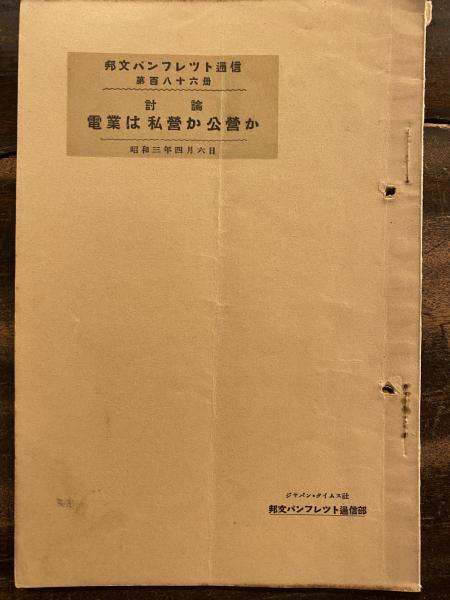 邦文パンフレツト通信
第百八十六册
討論
電業は私營か公營か
昭和三年四月六日
ジヤパン・タイムス社
邦文パンフレツト通信部